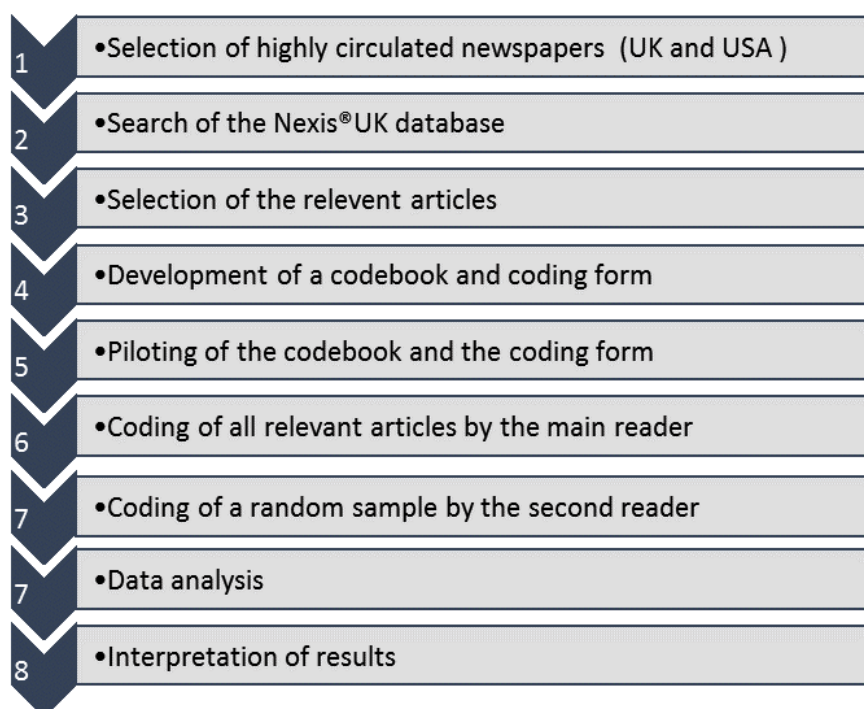 1 •Selection of highly circulated newspapers (UK and USA )
2 •Search of the Nexis®UK database
3 •Selection of the relevent articles
4 •Development of a codebook and coding form
5 •Piloting of the codebook and the coding form
6 •Coding of all relevant articles by the main reader
7 •Coding of a random sample by the second reader
7 •Data analysis
8 •Interpretation of results